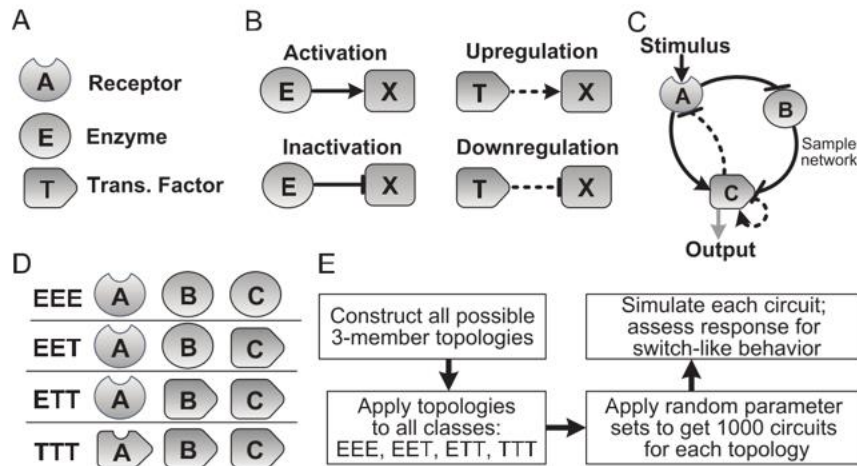 A
A Receptor
E Enzyme
T Trans. Factor
B
Activation
E X
Inactivation
E X
Upregulation
T X
Downregulation
T X
C
Stimulus
A
B
Sample
network
C
Output
D
EEE A B C
EET A B C
ETT A B C
TTT A B C
E
Construct all possible
3-member topologies
Apply topologies
to all classes:
EEE, EET, ETT, TTT
Apply random parameter
sets to get 1000 circuits
for each topology
Simulate each circuit;
assess response for
switch-like behavior